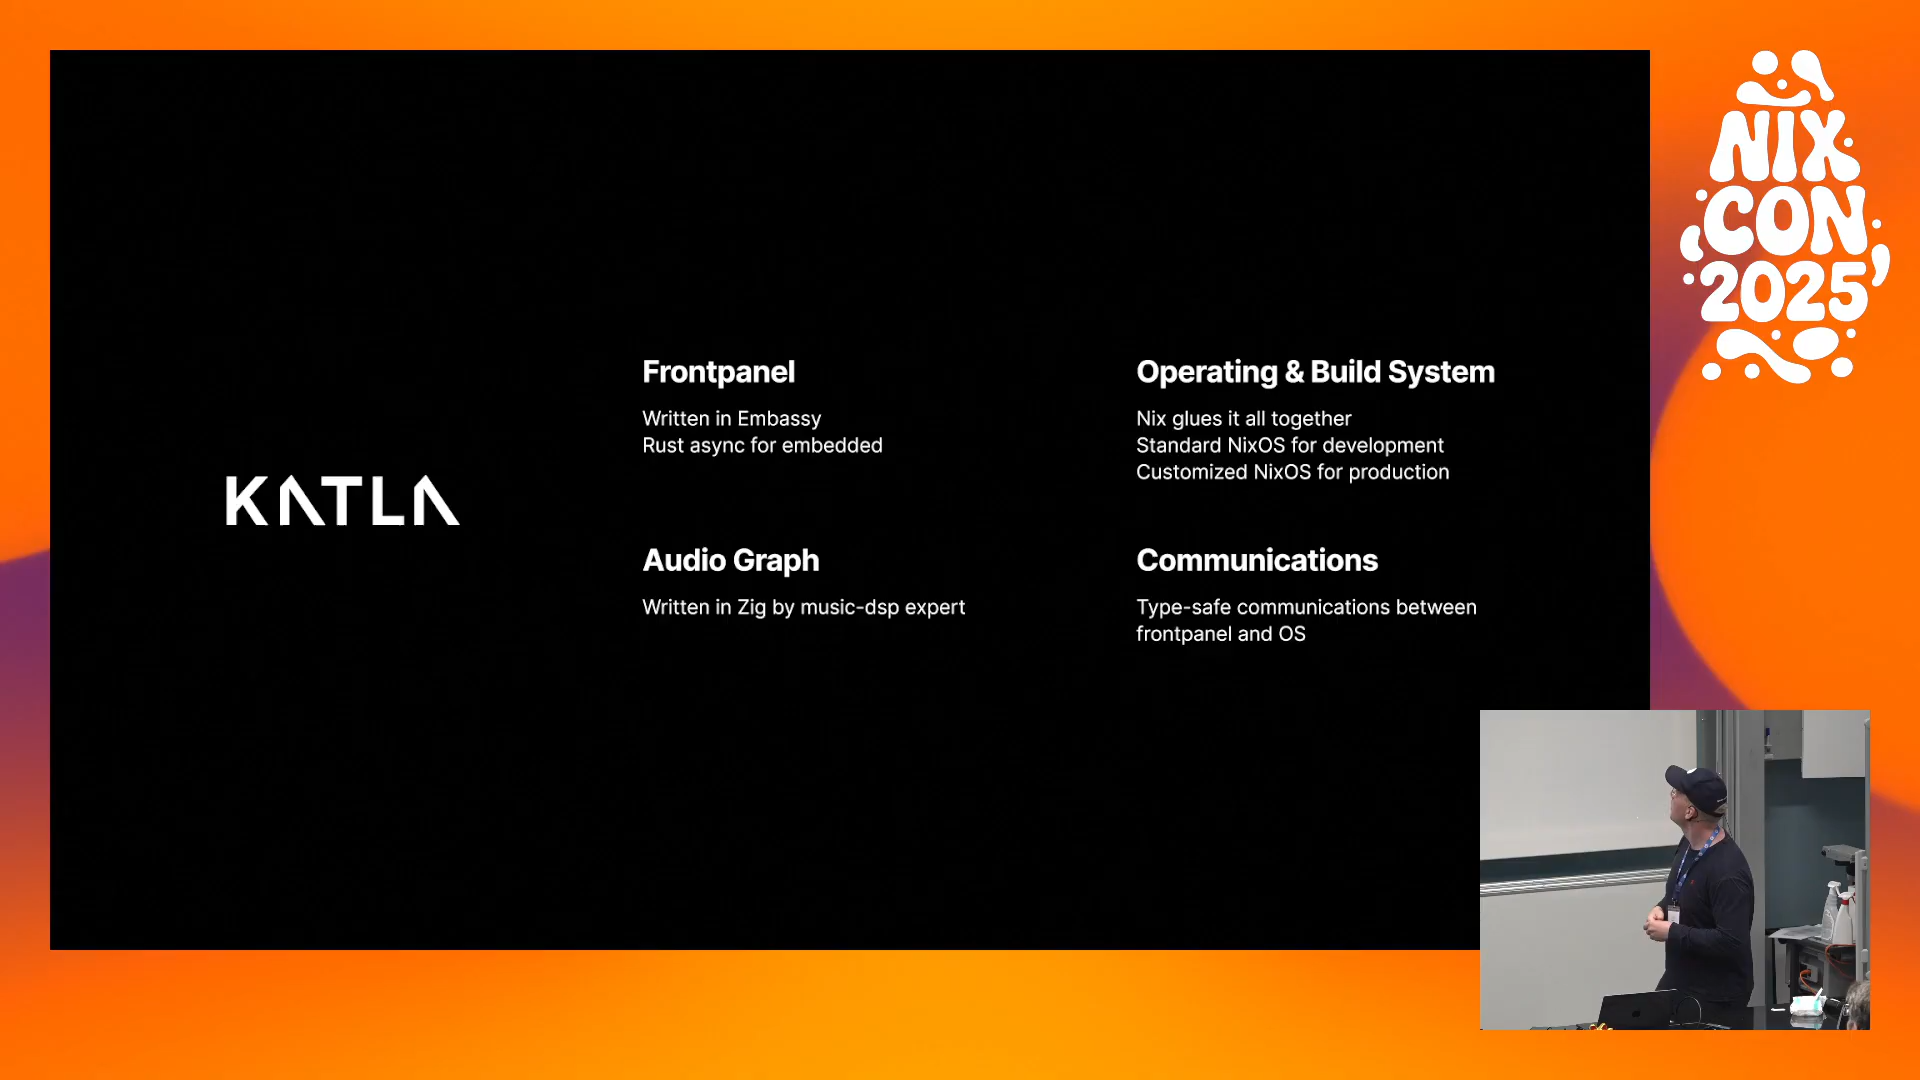 KATLA
Frontpanel
Written in Embassy
Rust async for embedded
Operating & Build System
Nix glues it all together
Standard NixOS for development
Customized NixOS for production
Audio Graph
Written in Zig by music-dsp expert
Communications
Type-safe communications between
frontpanel and OS
NIX
CON
2025